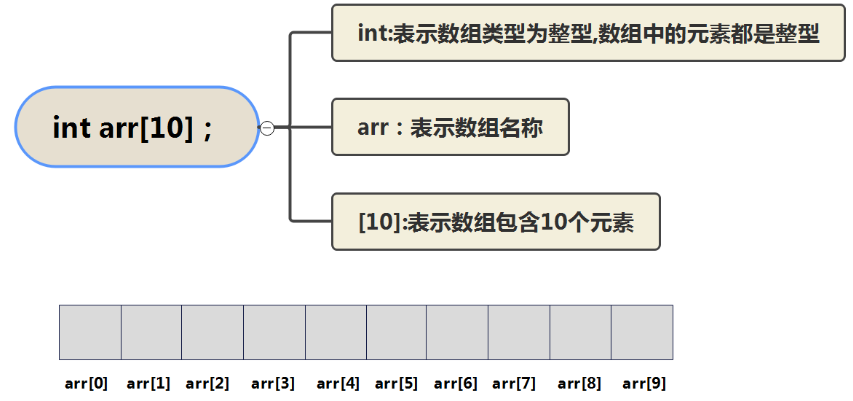 int:表示数组类型为整型,数组中的元素都是整型
int arr[10]；
arr：表示数组名称
[10]:表示数组包含10个元素
arr[0] arr[1] arr[2] arr[3] arr[4] arr[5] arr[6] arr[7] arr[8] arr[9]